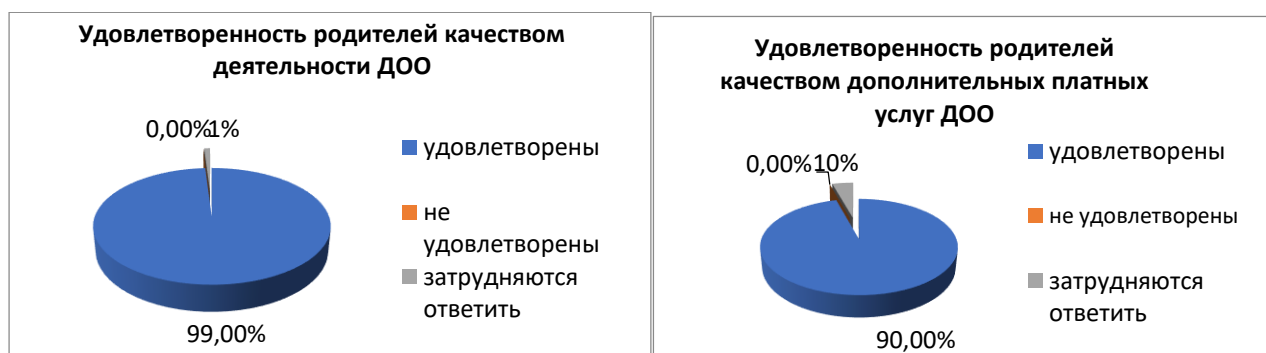 Удовлетворенность родителей качеством
деятельности ДОО
0,00%
1%
удовлетворены
не
удовлетворены
затрудняются
ответить
99,00%
Удовлетворенность родителей
качеством дополнительных платных
услуг ДОО
0,00%
10%
удовлетворены
не удовлетворены
затрудняются
ответить
90,00%